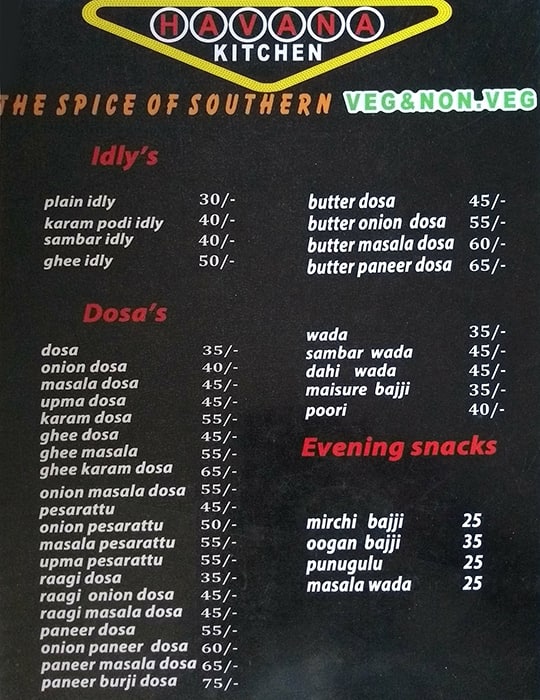 HAVANA
KITCHEN
THE SPICE OF SOUTHERN VEG&NON.VEG
Idly's
plain idly 30/-
karam podi idly 40/-
sambar idly 40/-
ghee idly 50/-
Dosa's
dosa 35/-
onion dosa 40/-
masala dosa 45/-
upma dosa 45/-
karam dosa 55/-
ghee dosa 45/-
ghee masala 55/-
ghee karam dosa 65/-
onion masala dosa 55/-
pesarattu 45/-
onion pesarattu 50/-
masala pesarattu 55/-
upma pesarattu 55/-
raagi dosa 35/-
raagi onion dosa 45/-
raagi masala dosa 45/-
paneer dosa 55/-
onion paneer dosa 60/-
paneer masala dosa 65/-
paneer burji dosa 75/-
butter dosa 45/-
butter onion dosa 55/-
butter masala dosa 60/-
butter paneer dosa 65/-
wada 35/-
sambar wada 45/-
dahi wada 45/-
maisure bajji 35/-
poori 40/-
Evening snacks
mirchi bajji 25
oogan bajji 35
punugulu 25
masala wada 25